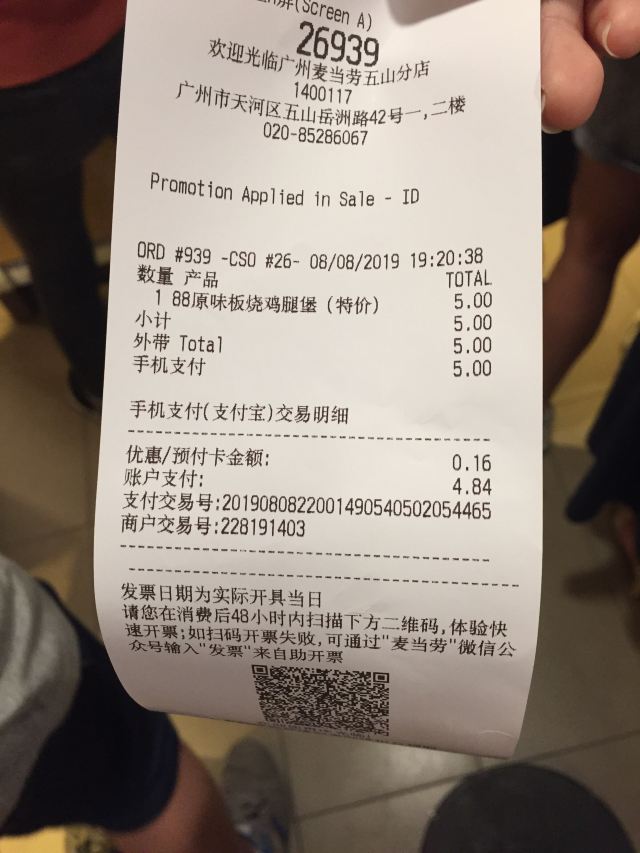 屏(Screen A)
26939
欢迎光临广州麦当劳五山分店
1400117
广州市天河区五山岳洲路42号一,二楼
020-85286067
Promotion Applied in Sale - ID
ORD #939 -CSO #26- 08/08/2019 19:20:38
数量 产品 TOTAL
1 88原味板烧鸡腿堡 (特价) 5.00
小计 5.00
外带 Total 5.00
手机支付 5.00
手机支付(支付宝)交易明细
优惠/预付卡金额: 0.16
账户支付: 4.84
支付交易号:2019080822001490540502054465
商户交易号:228191403
发票日期为实际开具当日
请您在消费后48小时内扫描下方二维码,体验快
速开票;如扫码开票失败,可通过"麦当劳"微信公
众号输入"发票"来自助开票